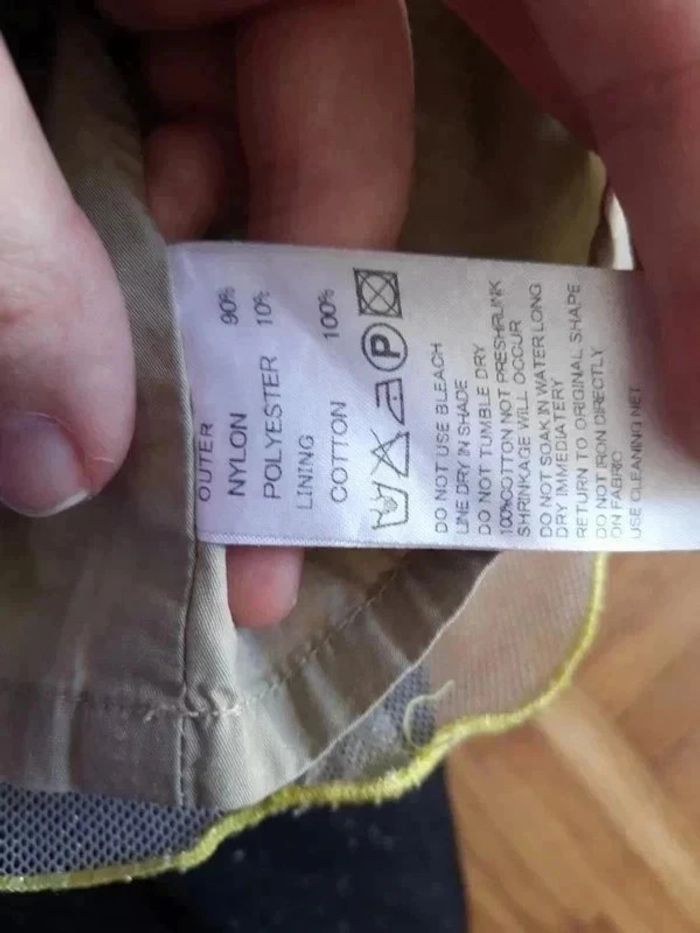 OUTER
NYLON 90%
POLYESTER 10%
LINING
COTTON 100%
P
DO NOT USE BLEACH
LINE DRY IN SHADE
DO NOT TUMBLE DRY
100%COTTON NOT PRESHRUNK
SHRINKAGE WILL OCCUR
DO NOT SOAK IN WATER LONG
DRY IMMEDIATERY
RETURN TO ORIGINAL SHAPE
DO NOT IRON DIRECTLY
ON FABRIC
USE CLEANING NET